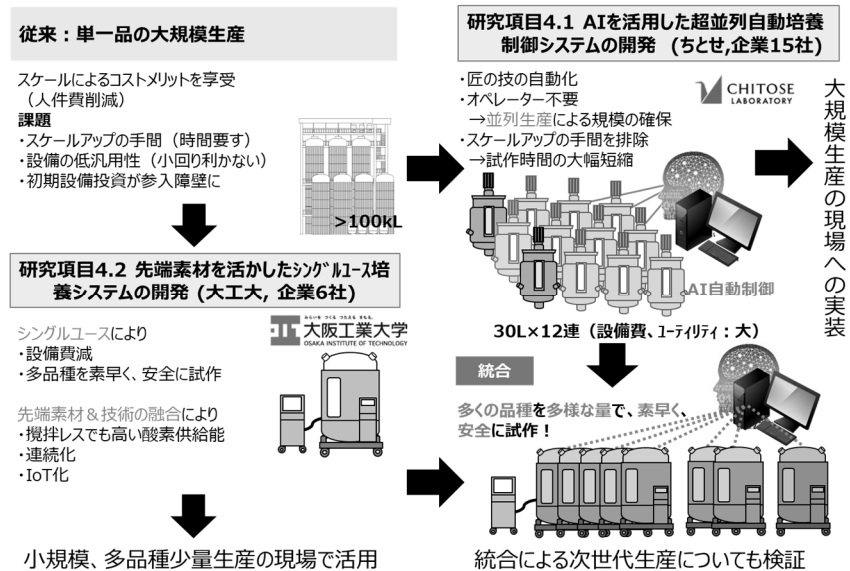 従来：単一品の大規模生産
スケールによるコストメリットを享受
（人件費削減）
課題
・スケールアップの手間（時間要す）
・設備の低汎用性（小回り利かない）
・初期設備投資が参入障壁に
>100kL
研究項目4.1 AIを活用した超並列自動培養
制御システムの開発 (ちとせ,企業15社)
・匠の技の自動化
・オペレーター不要
→並列生産による規模の確保
・スケールアップの手間を排除
→試作時間の大幅短縮
CHITOSE
LABORATORY
AI自動制御
30L×12連（設備費、ﾕｰﾃｨﾘﾃｨ：大）
大規模生産の現場への実装
研究項目4.2 先端素材を活かしたｼﾝｸﾞﾙﾕｰｽ培
養システムの開発 (大工大, 企業6社)
シングルユースにより
・設備費減
・多品種を素早く、安全に試作
みらいを つくる つたえる まもる。
大阪工業大学
OSAKA INSTITUTE OF TECHNOLOGY
先端素材＆技術の融合により
・攪拌レスでも高い酸素供給能
・連続化
・IoT化
小規模、多品種少量生産の現場で活用
統合
多くの品種を多様な量で、素早く、
安全に試作！
統合による次世代生産についても検証